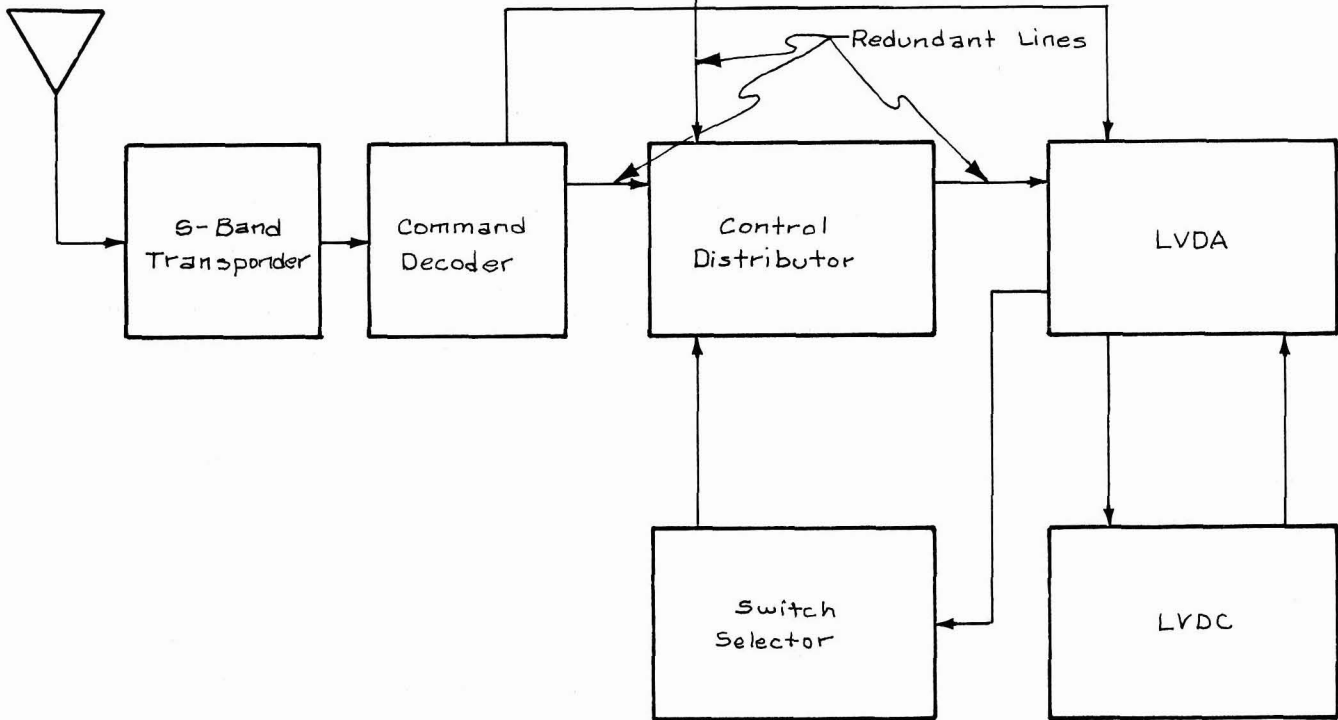 Redundant Lines
S-Band
Transponder
Command
Decoder
Control
Distributor
LVDA
Switch
Selector
LVDC